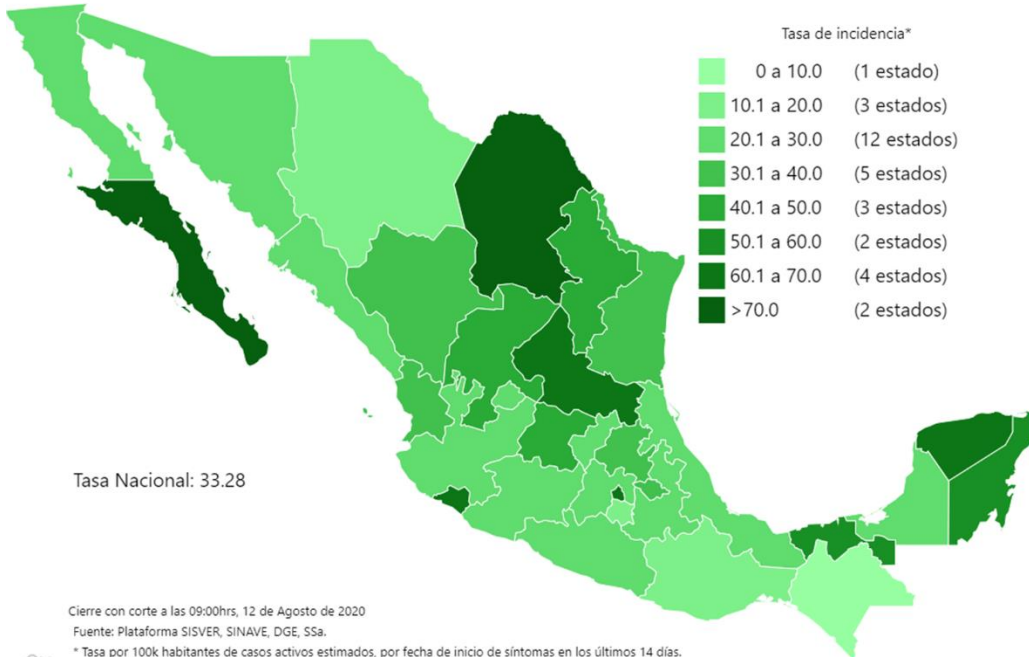 Tasa de incidencia*
0 a 10.0 (1 estado)
10.1 a 20.0 (3 estados)
20.1 a 30.0 (12 estados)
30.1 a 40.0 (5 estados)
40.1 a 50.0 (3 estados)
50.1 a 60.0 (2 estados)
60.1 a 70.0 (4 estados)
>70.0 (2 estados)
Tasa Nacional: 33.28
Cierre con corte a las 09:00hrs, 12 de Agosto de 2020
Fuente: Plataforma SISVER, SINAVE, DGE, SSa.
* Tasa por 100k habitantes de casos activos estimados, por fecha de inicio de síntomas en los últimos 14 días.